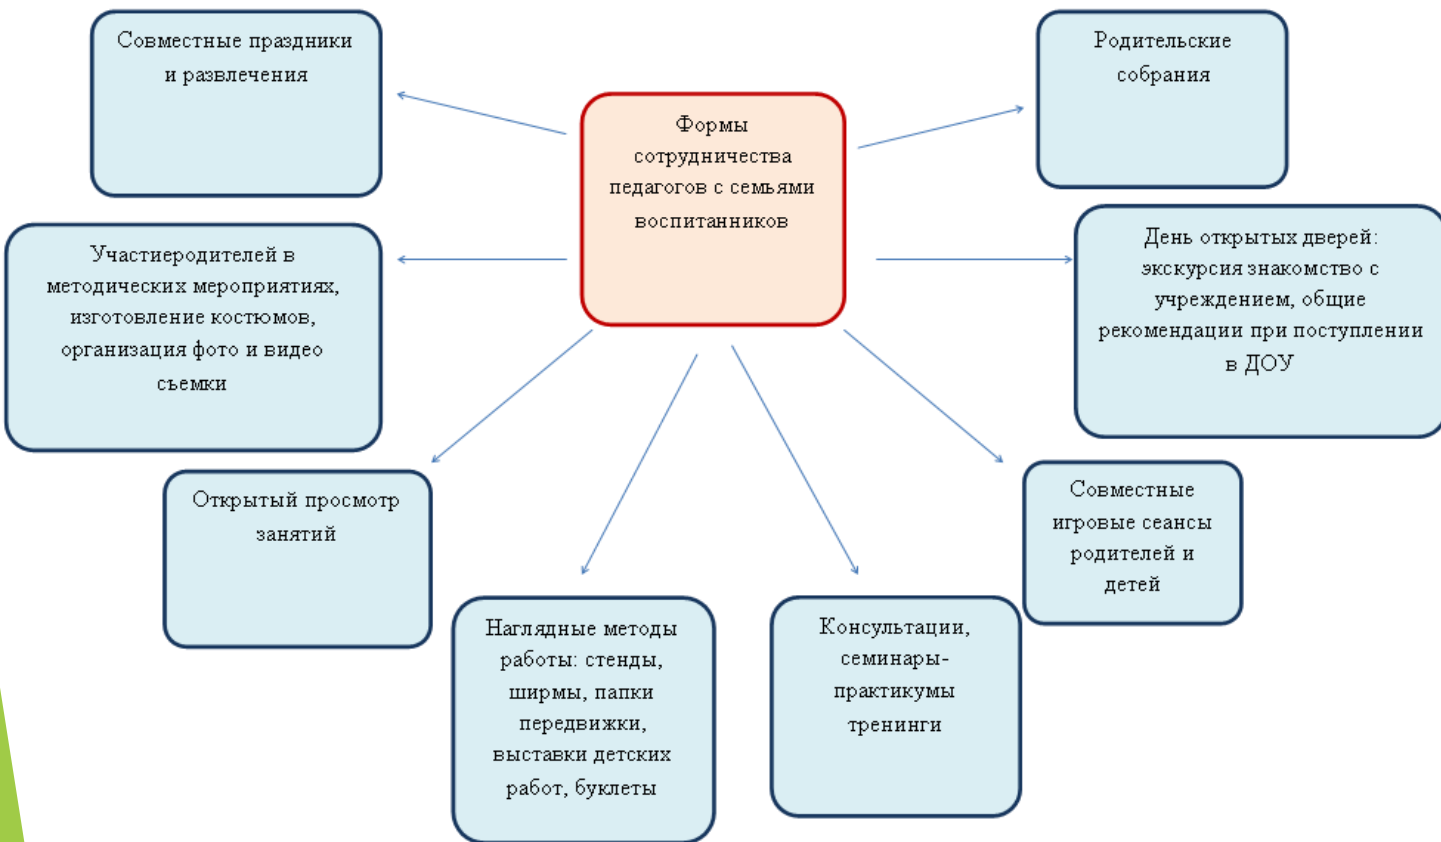 Совместные праздники
и развлечения
Формы
сотрудничества
педагогов с семьями
воспитанников
Родительские
собрания
Участиеродителей в
методических мероприятиях,
изготовление костюмов,
организация фото и видео
съемки
День открытых дверей:
экскурсия знакомство с
учреждением, общие
рекомендации при поступлении
в ДОУ
Открытый просмотр
занятий
Наглядные методы
работы: стенды,
ширмы, папки
передвижки,
выставки детских
работ, буклеты
Консультации,
семинары-
практикумы
тренинги
Совместные
игровые сеансы
родителей и
детей